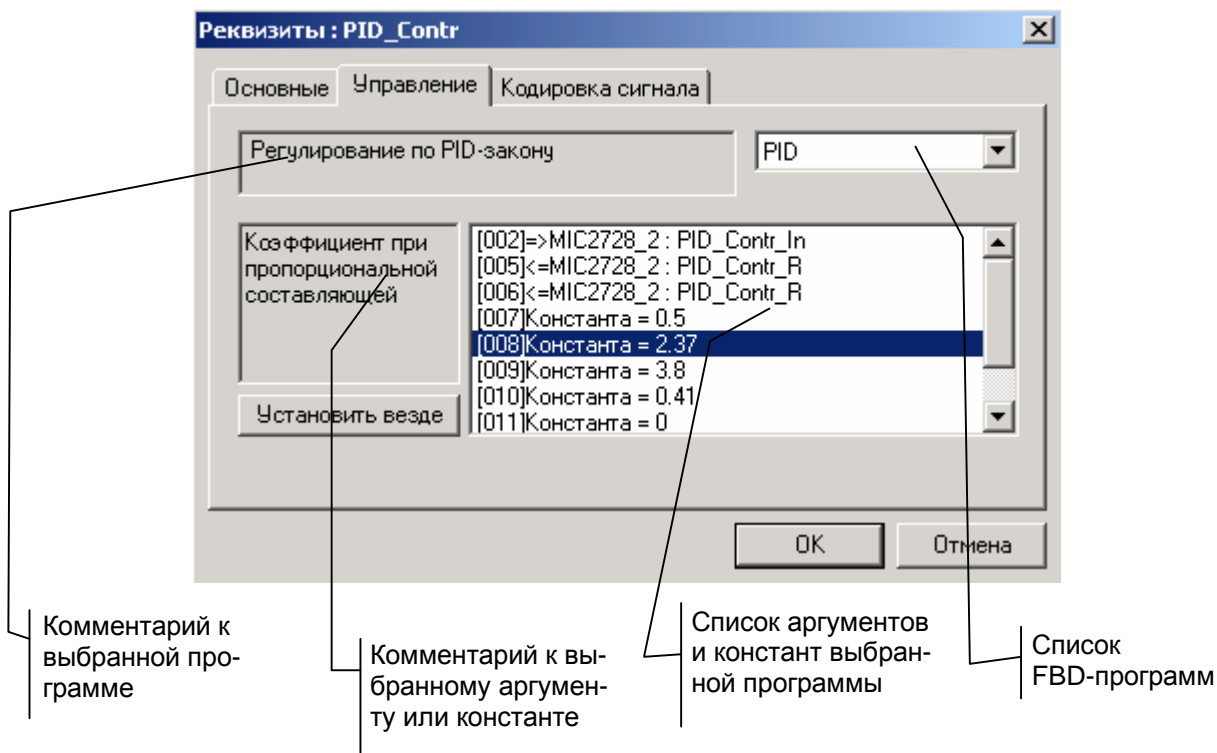 Реквизиты : PID_Contr
Основные Управление Кодировка сигнала
Регулирование по PID-закону
PID
Коэффициент при
пропорциональной
составляющей
[002]=>MIC2728_2 : PID_Contr_In
[005]<=MIC2728_2 : PID_Contr_R
[006]<=MIC2728_2 : PID_Contr_R
[007]Константа = 0.5
[008]Константа = 2.37
[009]Константа = 3.8
[010]Константа = 0.41
[011]Константа = 0
Установить везде
OK Отмена
Комментарий к
выбранной про-
грамме
Комментарий к вы-
бранному аргумен-
ту или константе
Список аргументов
и констант выбран-
ной программы
Список
FBD-программ